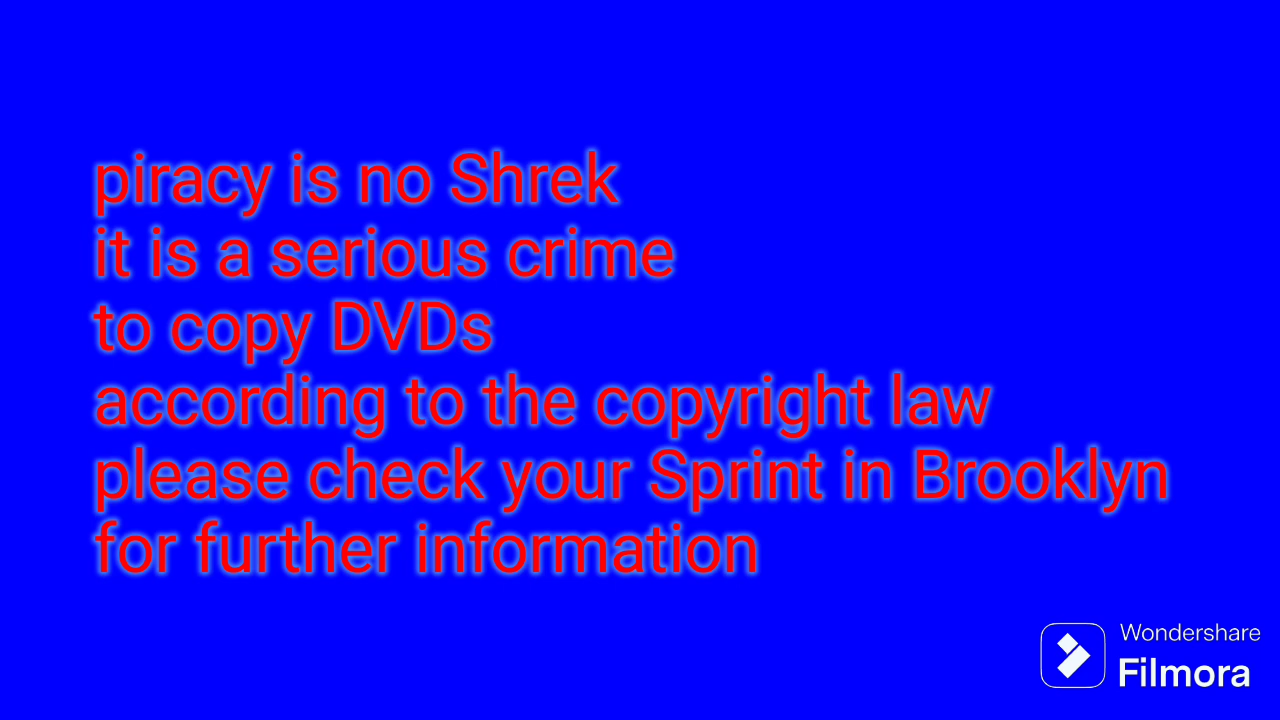 piracy is no Shrek
it is a serious crime
to copy DVDs
according to the copyright law
please check your Sprint in Brooklyn
for further information
Wondershare
Filmora